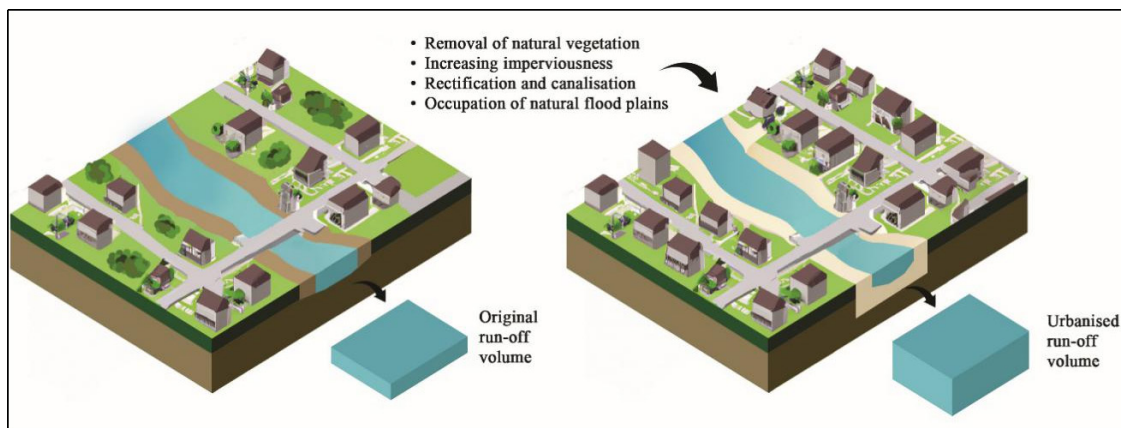 • Removal of natural vegetation
• Increasing imperviousness
• Rectification and canalisation
• Occupation of natural flood plains
Original
run-off
volume
Urbanised
run-off
volume